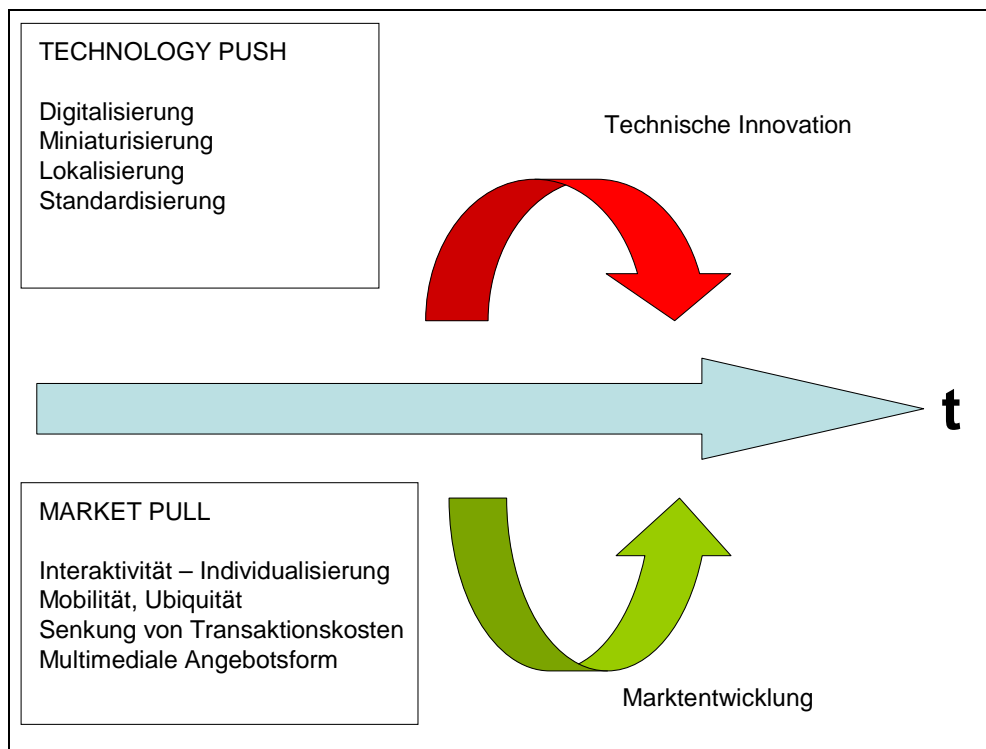 TECHNOLOGY PUSH
Digitalisierung
Miniaturisierung
Lokalisierung
Standardisierung
Technische Innovation
t
MARKET PULL
Interaktivität – Individualisierung
Mobilität, Ubiquität
Senkung von Transaktionskosten
Multimediale Angebotsform
Marktentwicklung